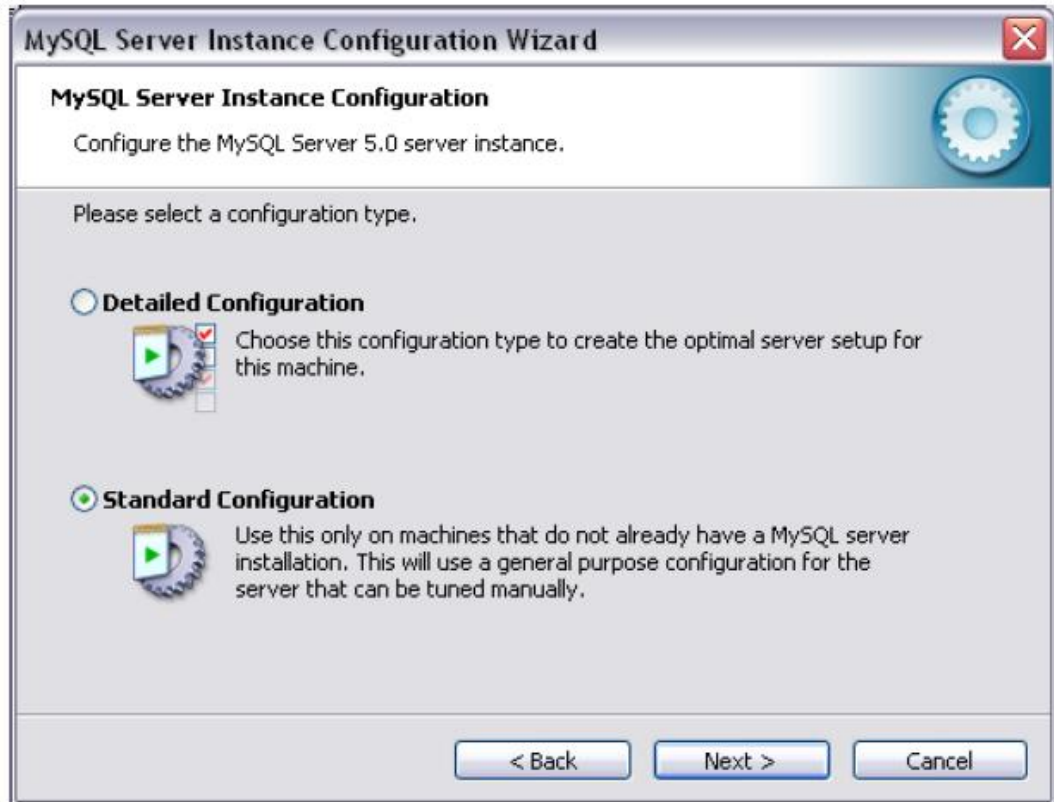 MySQL Server Instance Configuration Wizard
MySQL Server Instance Configuration
Configure the MySQL Server 5.0 server instance.
Please select a configuration type.
Detailed Configuration
Choose this configuration type to create the optimal server setup for
this machine.
Standard Configuration
Use this only on machines that do not already have a MySQL server
installation. This will use a general purpose configuration for the
server that can be tuned manually.
< Back
Next >
Cancel